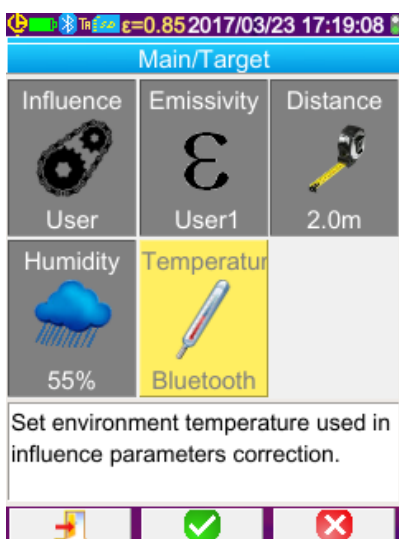 TR ε=0.85 2017/03/23 17:19:08
Main/Target
Influence Emissivity Distance
ε
User User1 2.0m
Humidity Temperatur
55% Bluetooth
Set environment temperature used in
influence parameters correction.